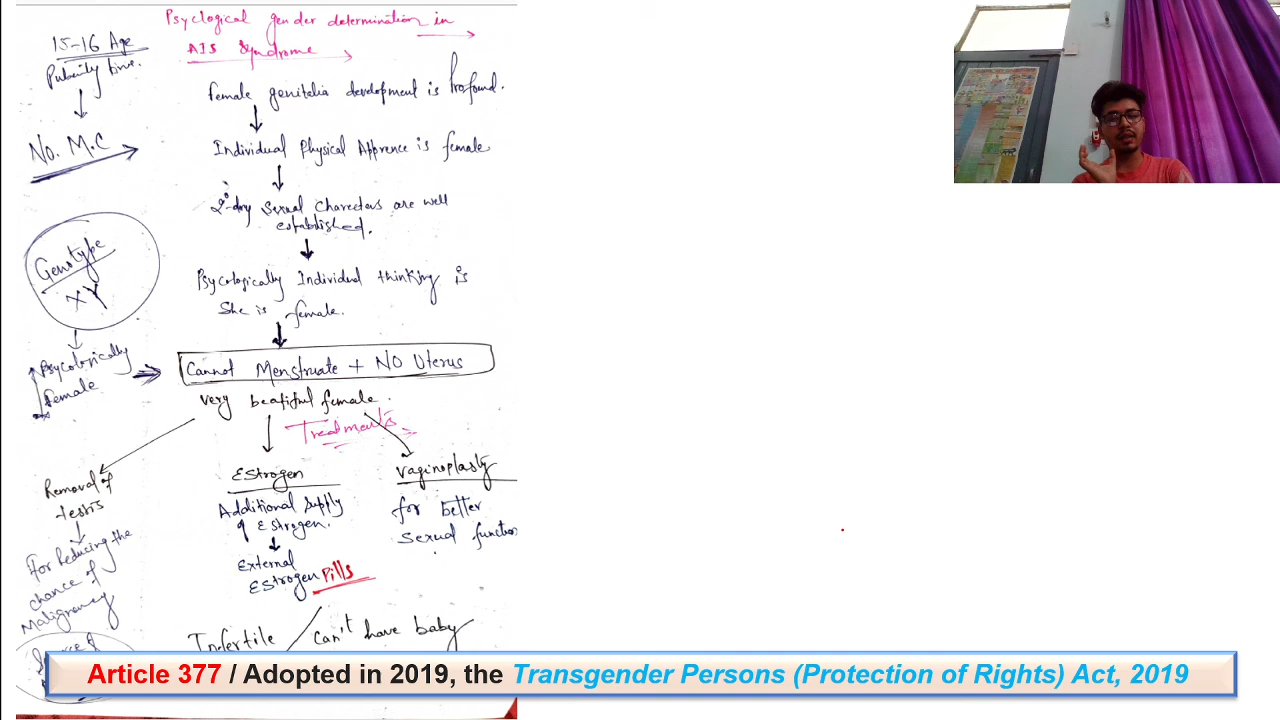 Psyclogical gender determination in
AIS Syndrome
15-16 Age
Puberity time.
No. M.C
Female genitalia development is Profound.
Individual Physical Apprence is female
2°dry Sexual Charecters are well
established.
Psycologically Individual thinking is
She is female.
Genotype
XY
Psycologically
Female
Cannot Menstruate + NO Uterus
very beatiful female.
Treatments
Removal of
testis
For Reducing the
chance of
Malignancy
EStrogen
Additional Supply
of EStrogen.
External
EStrogen Pills
vaginoplasty
for better
sexual function
Infertile
can't have baby
Article 377 / Adopted in 2019, the Transgender Persons (Protection of Rights) Act, 2019